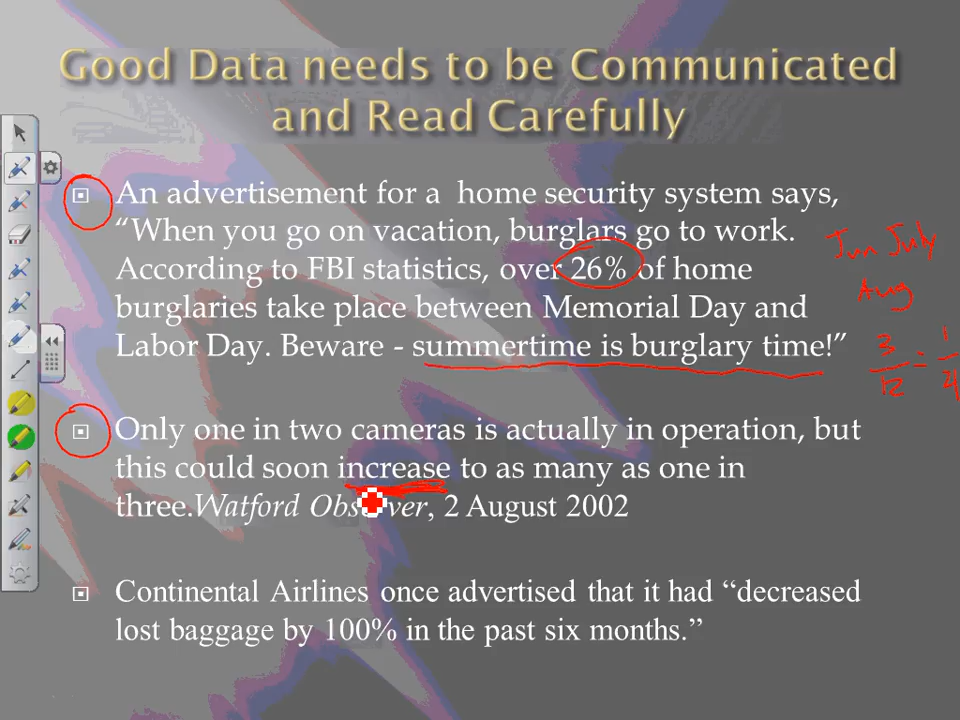 Good Data needs to be Communicated
and Read Carefully
An advertisement for a home security system says,
“When you go on vacation, burglars go to work.
According to FBI statistics, over 26% of home
burglaries take place between Memorial Day and
Labor Day. Beware - summertime is burglary time!”
Jun July
Aug
3/12 = 1/4
Only one in two cameras is actually in operation, but
this could soon increase to as many as one in
three.Watford Observer, 2 August 2002
Continental Airlines once advertised that it had “decreased
lost baggage by 100% in the past six months.”